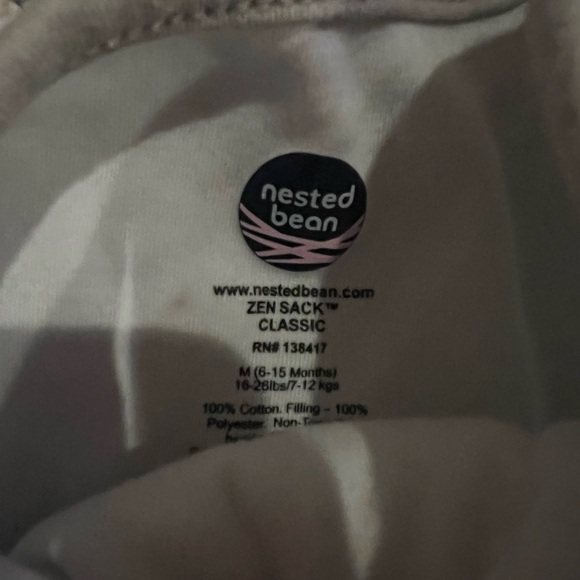 nested
bean
www.nestedbean.com
ZEN SACK™
CLASSIC
RN# 138417
M (6-15 Months)
16-26lbs/7-12 kgs
100% Cotton. Filling - 100%
Polyester. Non-